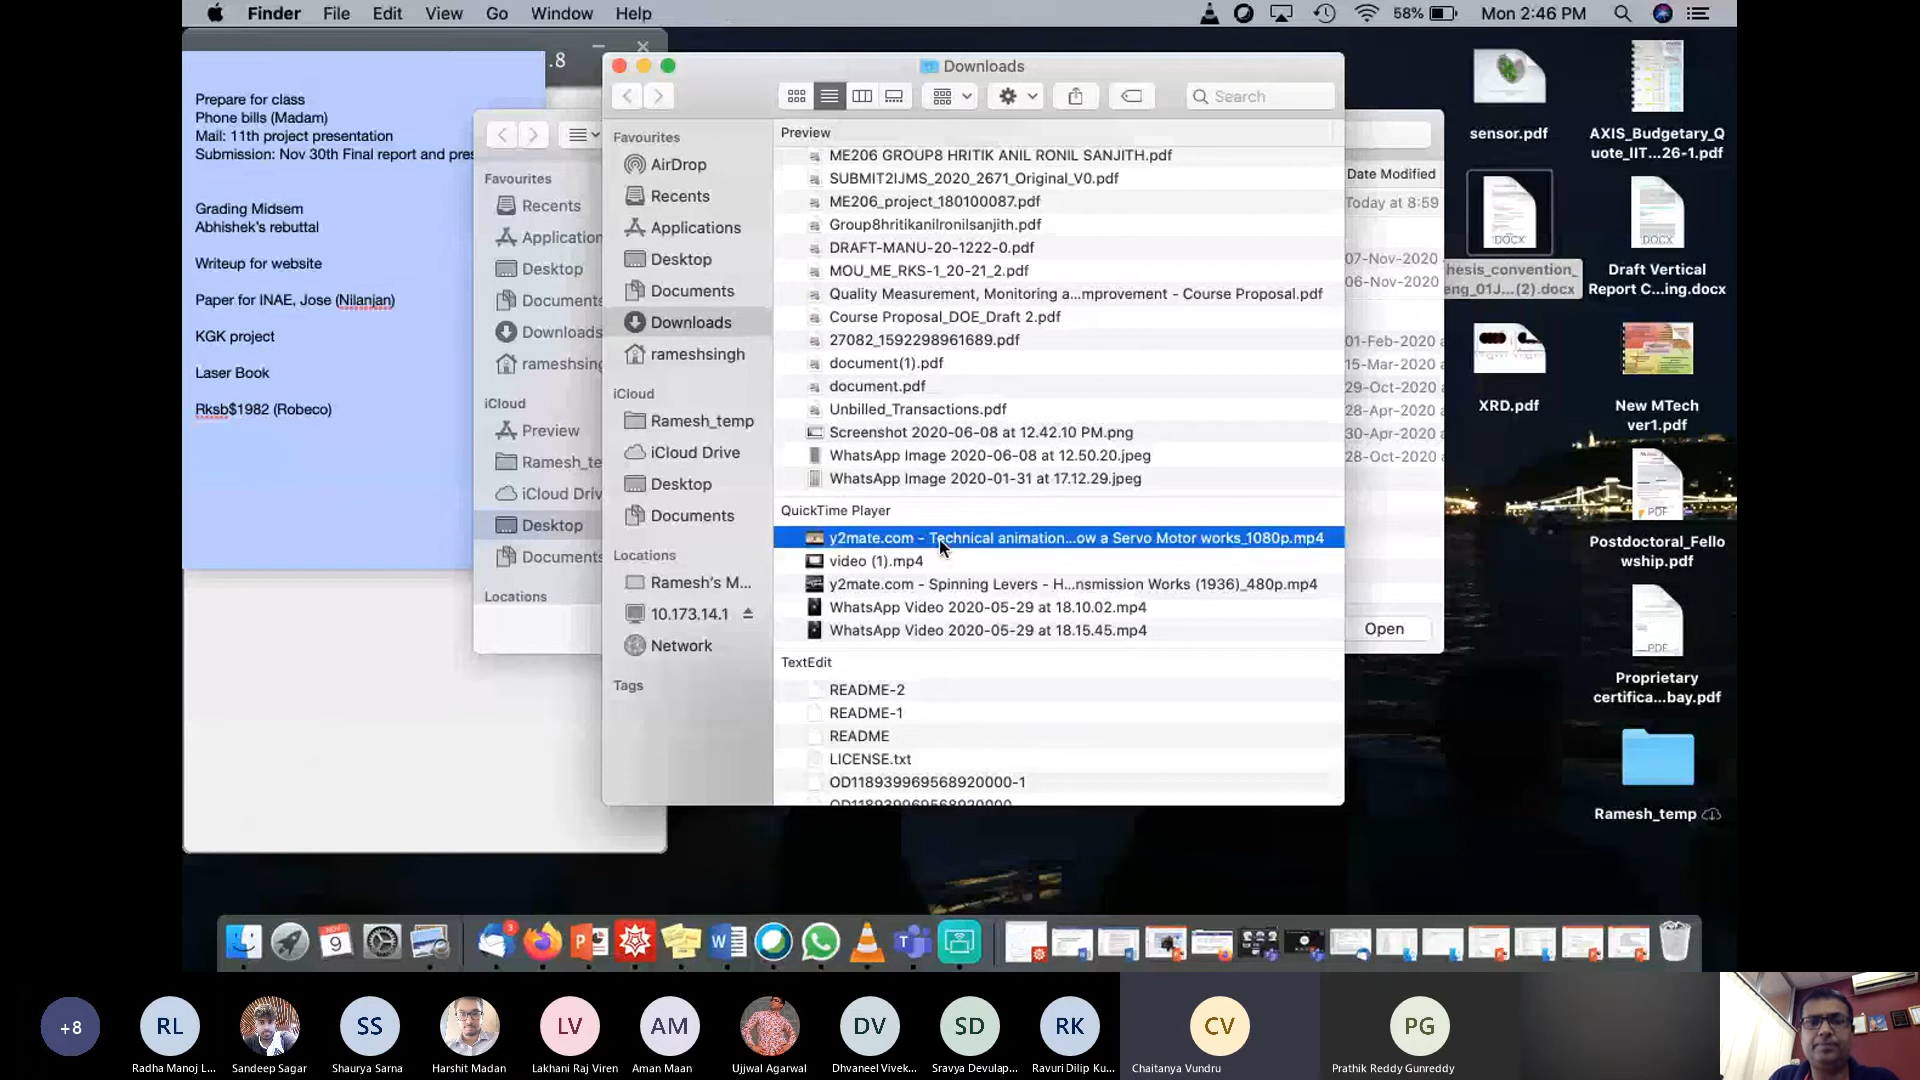 Finder File Edit View Go Window Help
58% Mon 2:46 PM
.8
Prepare for class
Phone bills (Madam)
Mail: 11th project presentation
Submission: Nov 30th Final report and pres
Grading Midsem
Abhishek's rebuttal
Writeup for website
Paper for INAE, Jose (Nilanjan)
KGK project
Laser Book
Rksb$1982 (Robeco)
Favourites
Recents
Application
Desktop
Documents
Downloads
rameshsing
iCloud
Preview
Ramesh_te
iCloud Driv
Desktop
Documents
Locations
Downloads
Search
Favourites
AirDrop
Recents
Applications
Desktop
Documents
Downloads
rameshsingh
iCloud
Ramesh_temp
iCloud Drive
Desktop
Documents
Locations
Ramesh's M...
10.173.14.1
Network
Tags
Preview
ME206 GROUP8 HRITIK ANIL RONIL SANJITH.pdf
SUBMIT2IJMS_2020_2671_Original_V0.pdf
ME206_project_180100087.pdf
Group8hritikanilronilsanjith.pdf
DRAFT-MANU-20-1222-0.pdf
MOU_ME_RKS-1_20-21_2.pdf
Quality Measurement, Monitoring a...mprovement - Course Proposal.pdf
Course Proposal_DOE_Draft 2.pdf
27082_1592298961689.pdf
document(1).pdf
document.pdf
Unbilled_Transactions.pdf
Screenshot 2020-06-08 at 12.42.10 PM.png
WhatsApp Image 2020-06-08 at 12.50.20.jpeg
WhatsApp Image 2020-01-31 at 17.12.29.jpeg
QuickTime Player
y2mate.com - Technical animation...ow a Servo Motor works_1080p.mp4
video (1).mp4
y2mate.com - Spinning Levers - H...nsmission Works (1936)_480p.mp4
WhatsApp Video 2020-05-29 at 18.10.02.mp4
WhatsApp Video 2020-05-29 at 18.15.45.mp4
TextEdit
README-2
README-1
README
LICENSE.txt
OD118939969568920000-1
OD118939969568920000
Date Modified
Today at 8:59
07-Nov-2020
06-Nov-2020
01-Feb-2020
15-Mar-2020
29-Oct-2020
28-Apr-2020
30-Apr-2020
28-Oct-2020
Open
sensor.pdf
AXIS_Budgetary_Q
uote_IIT...26-1.pdf
DOCX
hesis_convention_
eng_01J...(2).docx
DOCX
Draft Vertical
Report C...ing.docx
XRD.pdf
New MTech
ver1.pdf
PDF
Postdoctoral_Fello
wship.pdf
PDF
Proprietary
certifica...bay.pdf
Ramesh_temp
3
NOV
9
+8
RL
SS
LV
AM
DV
SD
RK
CV
PG
Radha Manoj L...
Sandeep Sagar
Shaurya Sarna
Harshit Madan
Lakhani Raj Viren
Aman Maan
Ujjwal Agarwal
Dhvaneel Vivek...
Sravya Devulap...
Ravuri Dilip Ku...
Chaitanya Vundru
Prathik Reddy Gunreddy